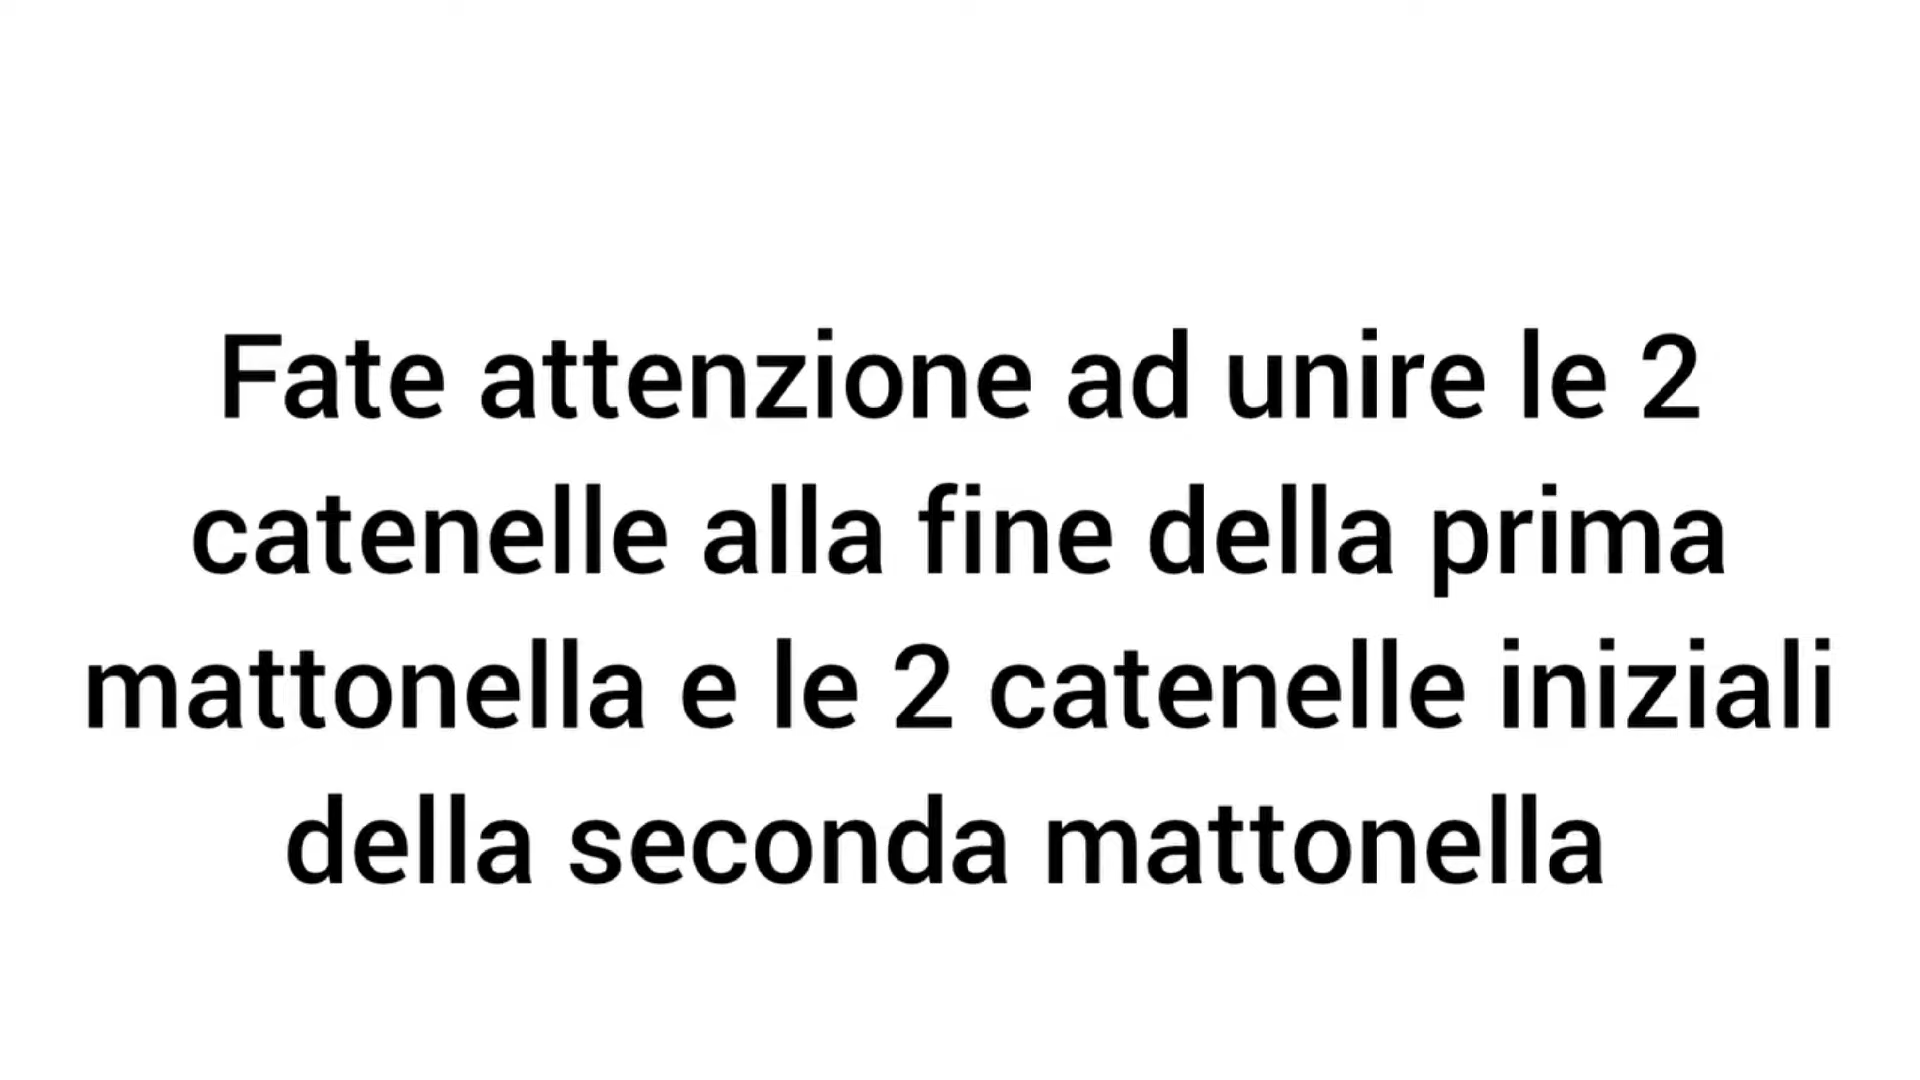 Fate attenzione ad unire le 2
catenelle alla fine della prima
mattonella e le 2 catenelle iniziali
della seconda mattonella